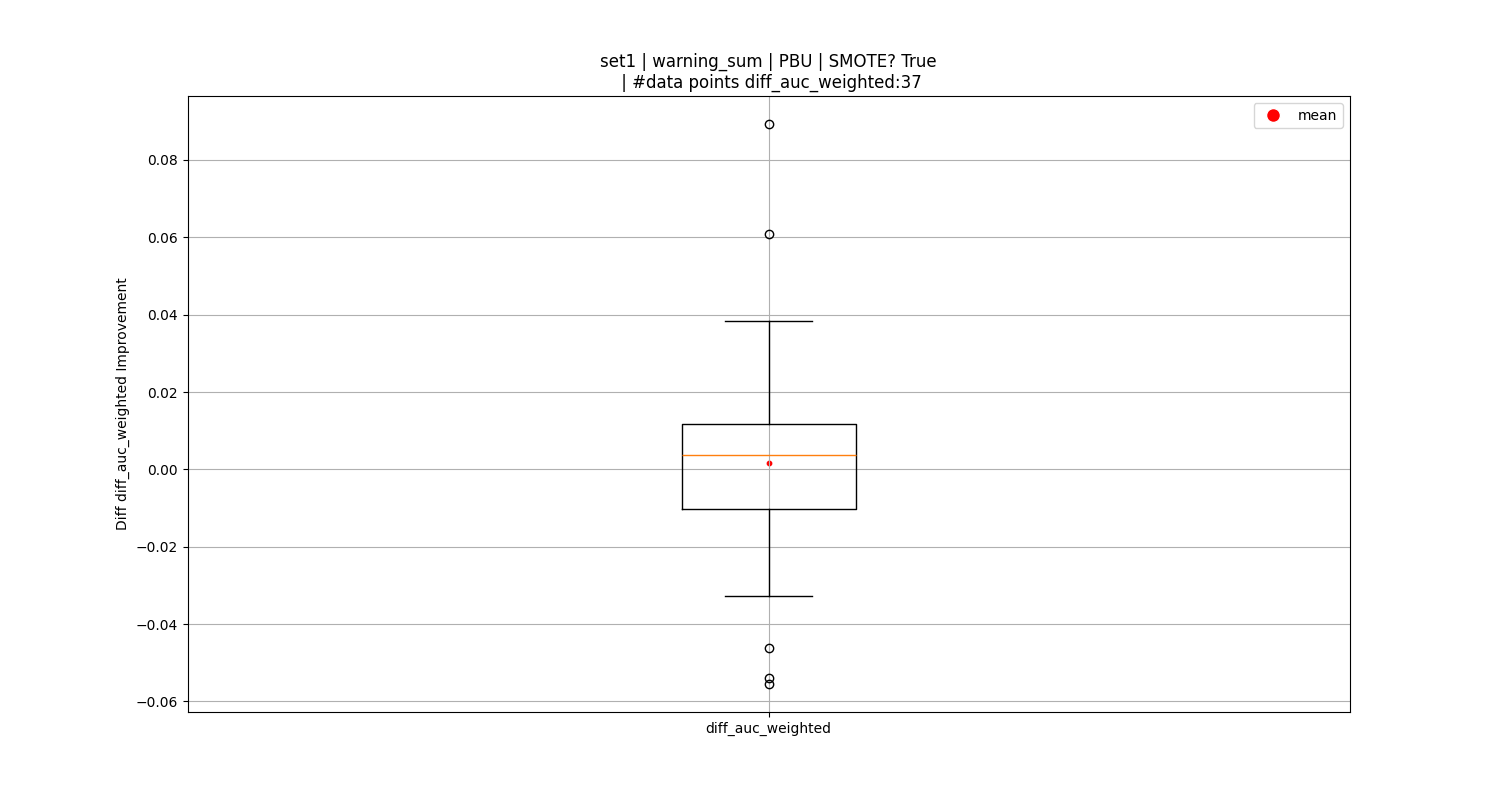 set1 | warning_sum | PBU | SMOTE? True
| #data points diff_auc_weighted:37
mean
0.08
0.06
0.04
0.02
0.00
−0.02
−0.04
−0.06
Diff diff_auc_weighted Improvement
diff_auc_weighted